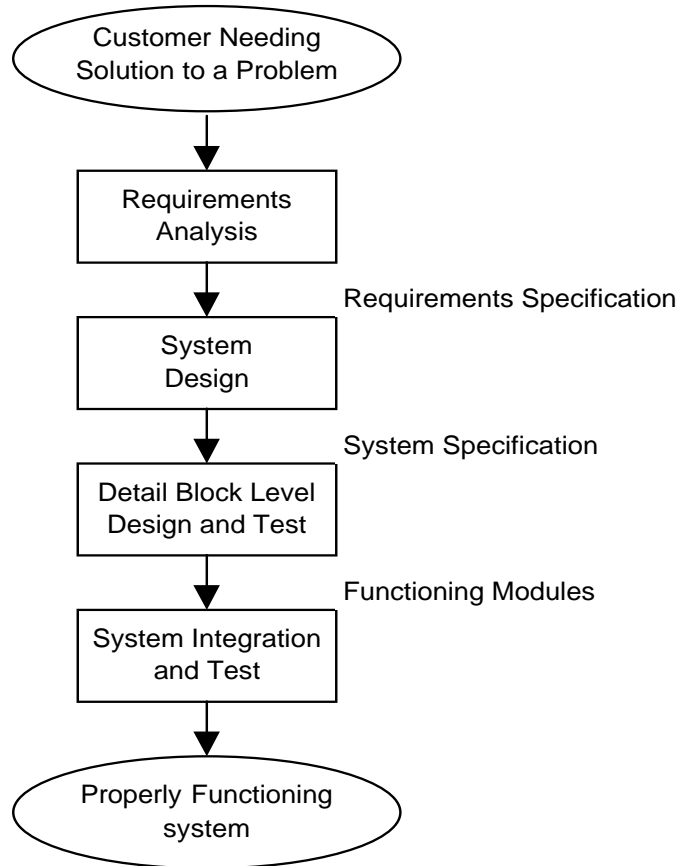 Customer Needing
Solution to a Problem
Requirements
Analysis
Requirements Specification
System
Design
System Specification
Detail Block Level
Design and Test
Functioning Modules
System Integration
and Test
Properly Functioning
system